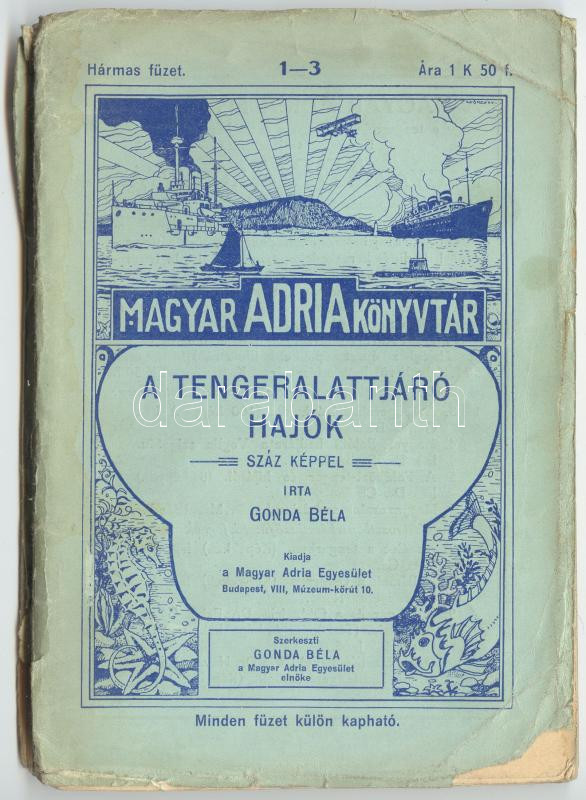 Hármas füzet. 1—3 Ára 1 K 50 f.
MAGYAR ADRIA KÖNYVTÁR
A TENGERALATTJÁRÓ
HAJÓK
SZÁZ KÉPPEL
IRTA
GONDA BÉLA
Kiadja
a Magyar Adria Egyesület
Budapest, VIII, Múzeum-körút 10.
Szerkeszti
GONDA BÉLA
a Magyar Adria Egyesület
elnöke
Minden füzet külön kapható.
darabanth